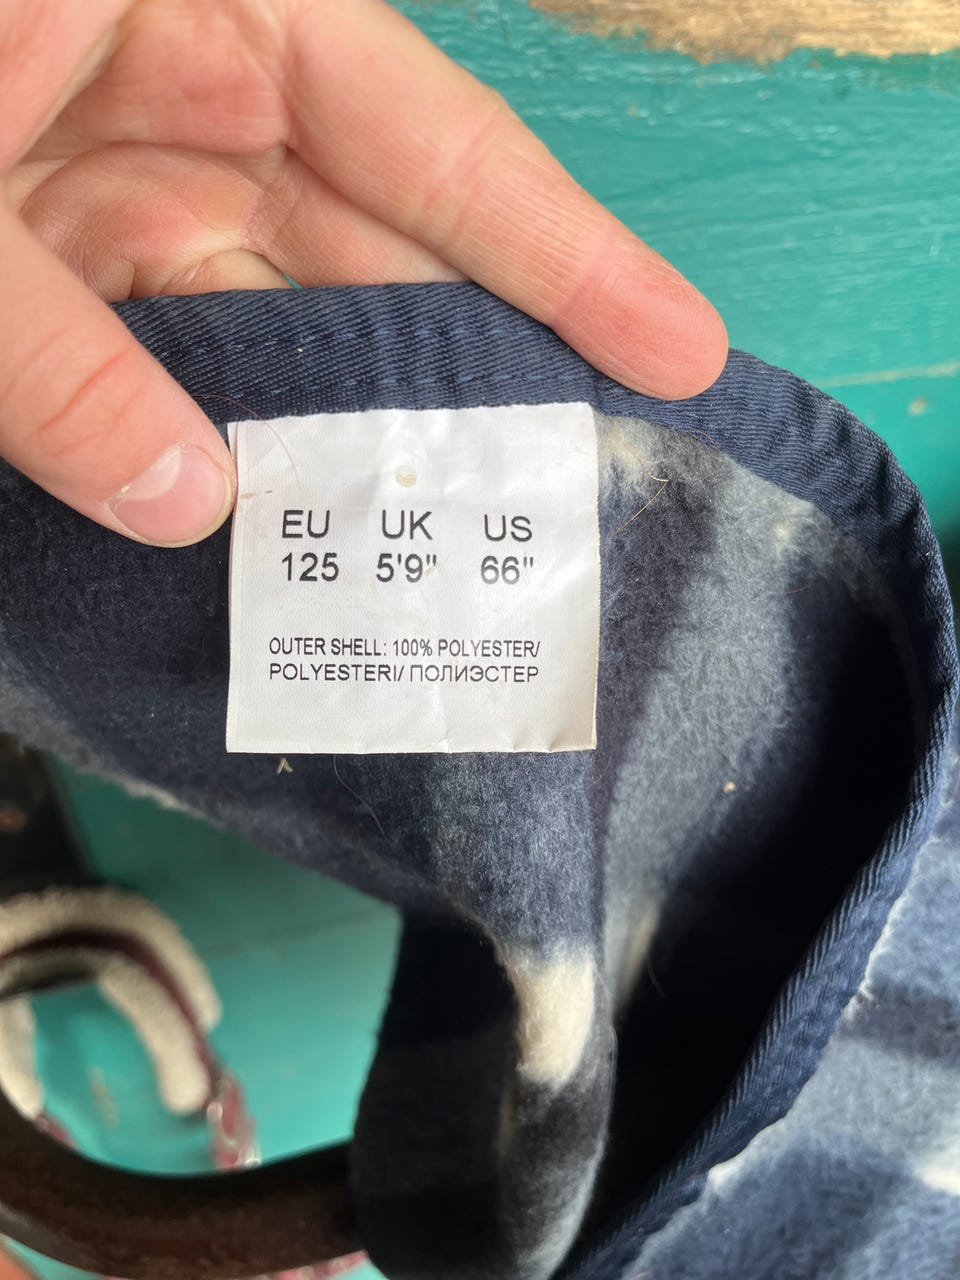 EU UK US
125 5'9" 66"
OUTER SHELL: 100% POLYESTER/
POLYESTERI/ ПОЛИЭСТЕР